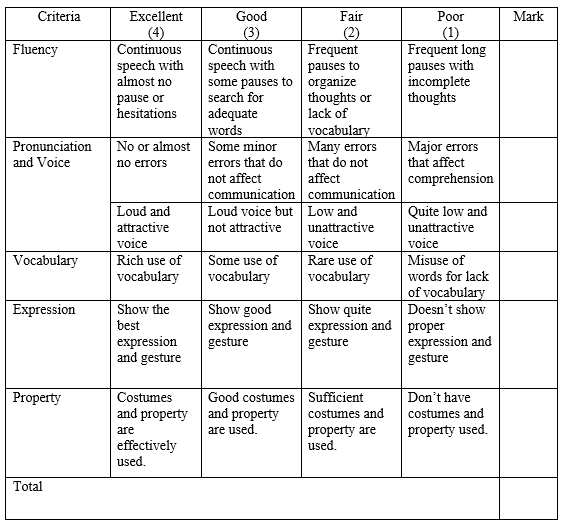 Criteria Excellent Good Fair Poor Mark
(4) (3) (2) (1)
Fluency Continuous Continuous Frequent Frequent long
speech with speech with pauses to pauses with
almost no some pauses to organize incomplete
pause or search for thoughts or thoughts
hesitations adequate lack of
words vocabulary
Pronunciation No or almost Some minor Many errors Major errors
and Voice no errors errors that do that do not that affect
not affect affect comprehension
communication communication
Loud and Loud voice but Low and Quite low and
attractive not attractive unattractive unattractive
voice voice voice
Vocabulary Rich use of Some use of Rare use of Misuse of
vocabulary vocabulary vocabulary words for lack
of vocabulary
Expression Show the Show good Show quite Doesn’t show
best expression and expression and proper
expression gesture gesture expression and
and gesture gesture
Property Costumes Good costumes Sufficient Don’t have
and property and property costumes and costumes and
are are used. property are property used.
effectively used.
used.
Total